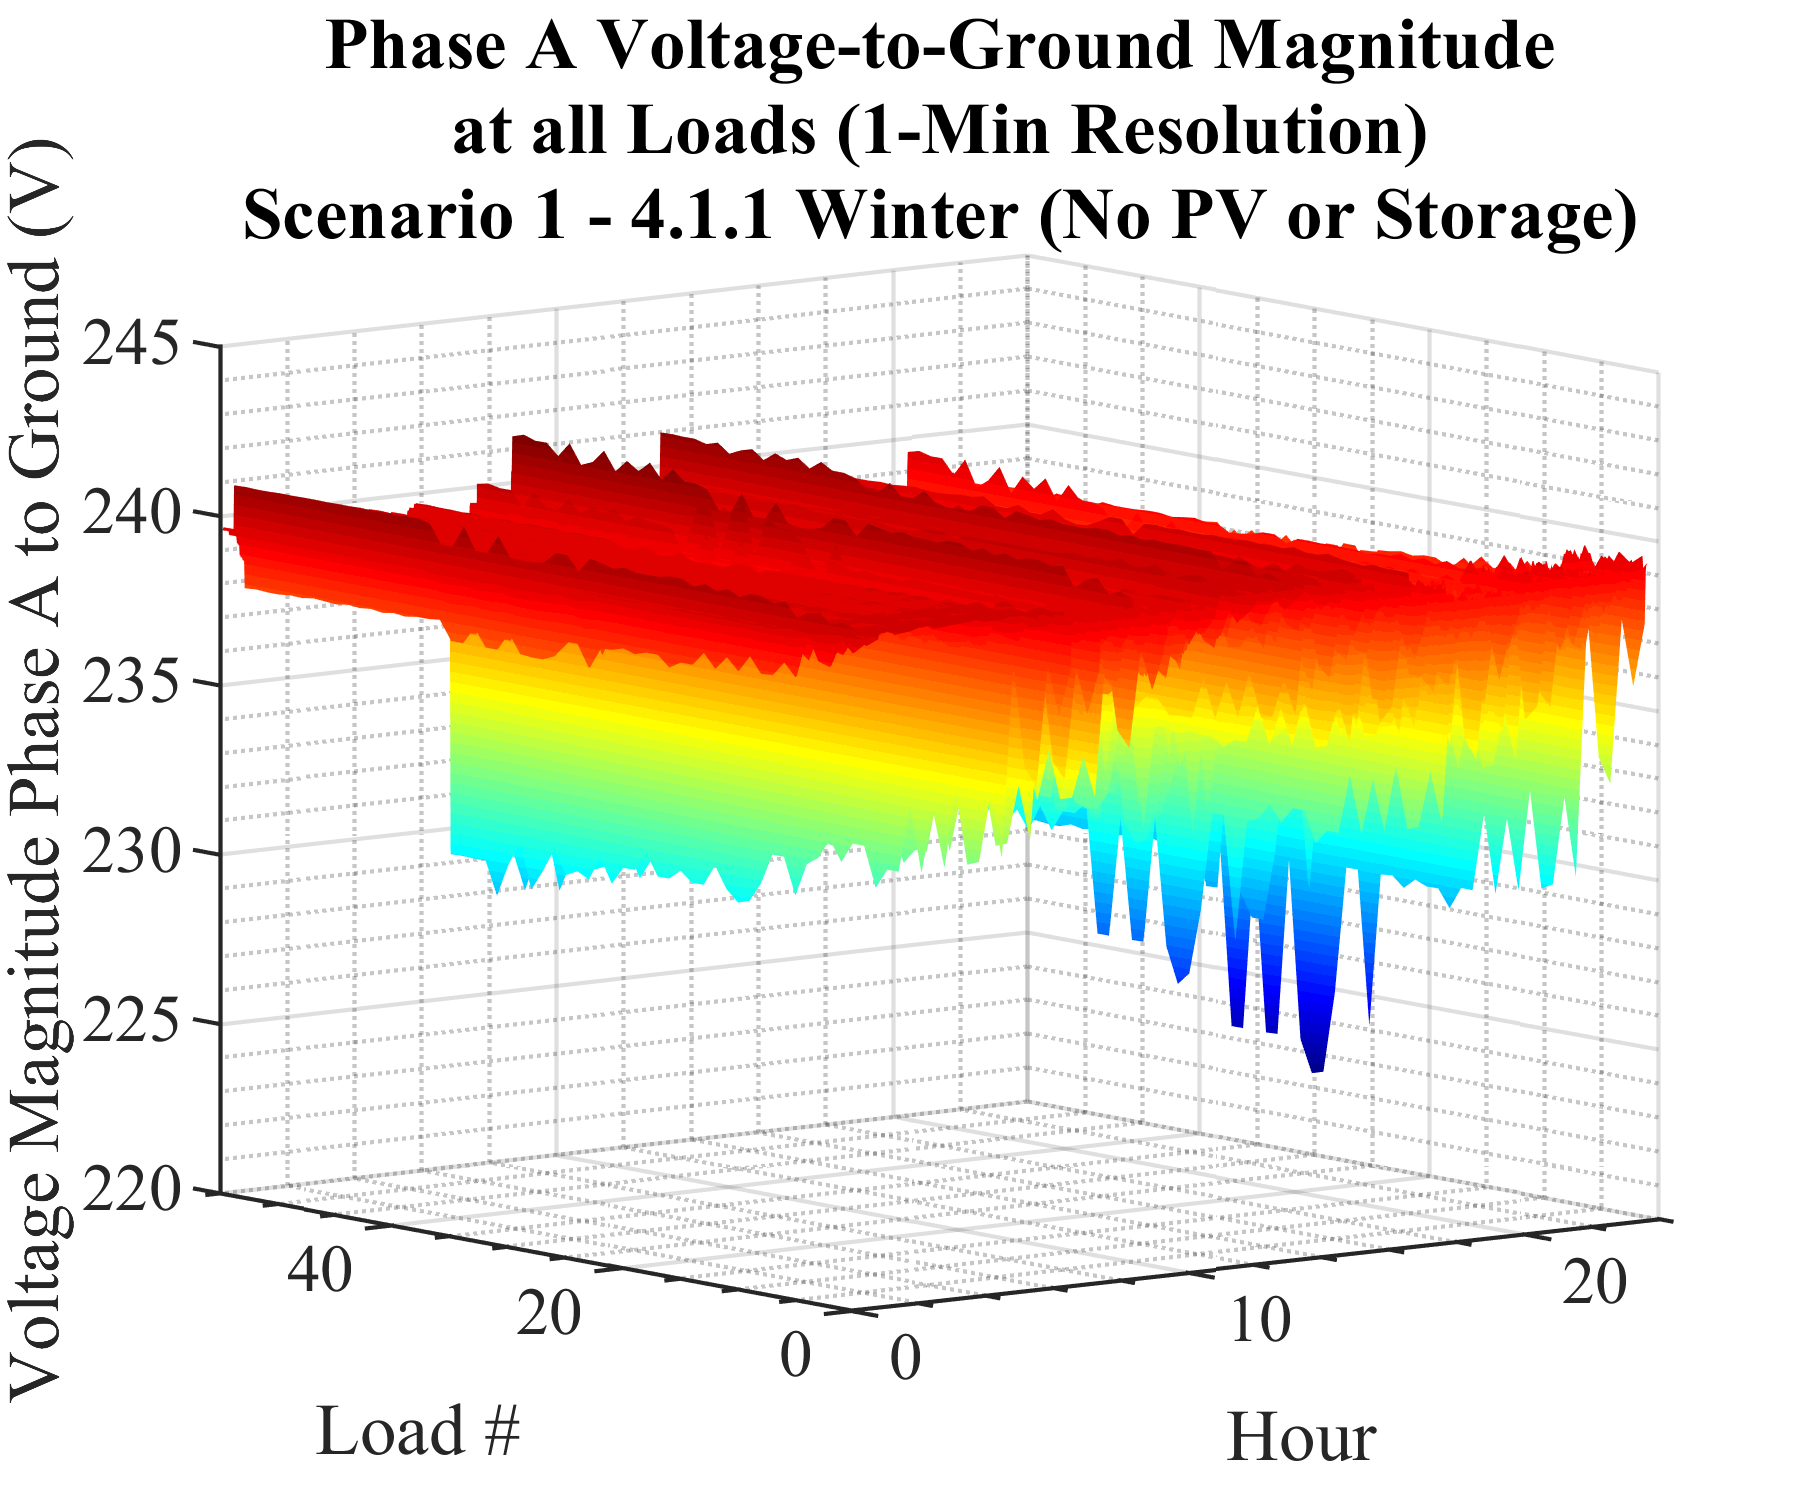 Phase A Voltage-to-Ground Magnitude
at all Loads (1-Min Resolution)
Scenario 1 - 4.1.1 Winter (No PV or Storage)
Voltage Magnitude Phase A to Ground (V)
245
240
235
230
225
220
40
20
0
0
10
20
Load #
Hour